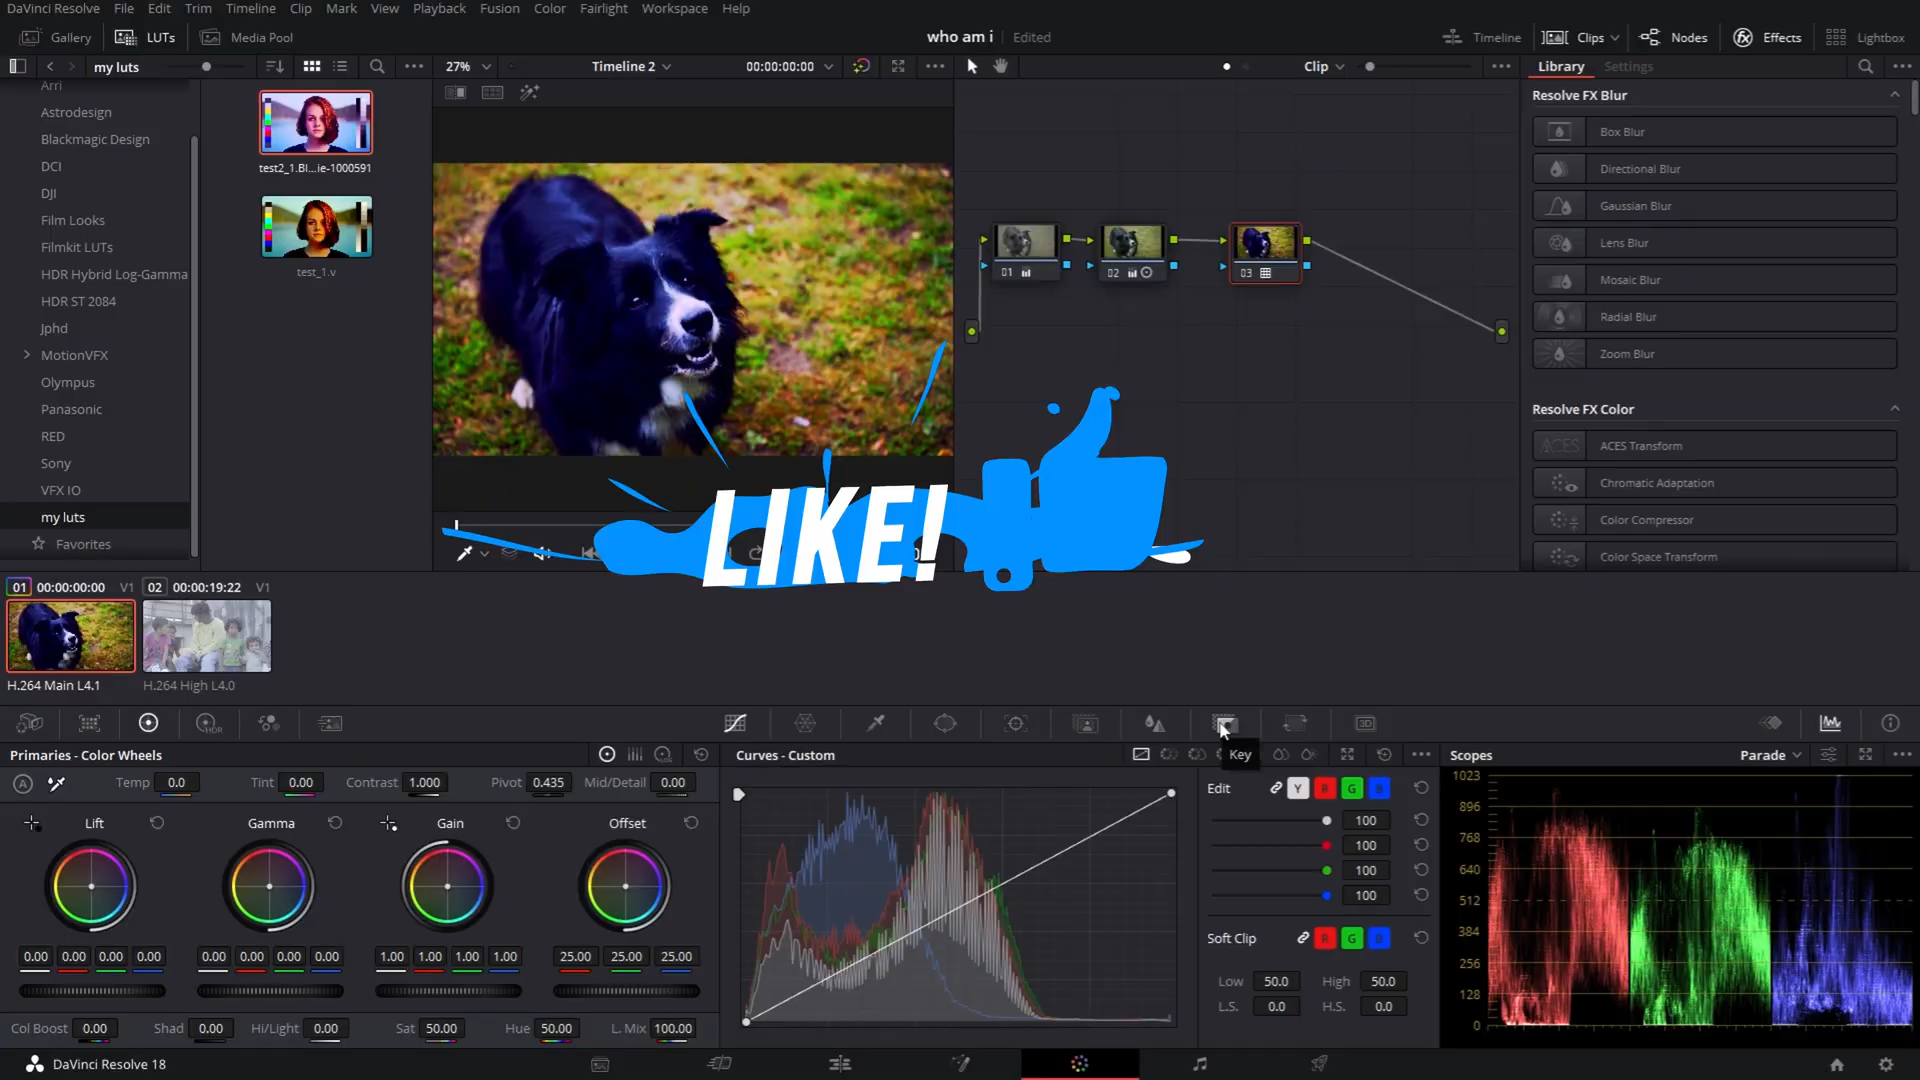 DaVinci Resolve File Edit Trim Timeline Clip Mark View Playback Fusion Color Fairlight Workspace Help
Gallery LUTs Media Pool who am i Edited Timeline Clips Nodes Effects Lightbox
my luts 27% Timeline 2 00:00:00:00 Clip Library Settings
Arri
Astrodesign
Blackmagic Design
DCI
DJI
Film Looks
Filmkit LUTs
HDR Hybrid Log-Gamma
HDR ST 2084
Jphd
MotionVFX
Olympus
Panasonic
RED
Sony
VFX IO
my luts
Favorites
test2_1.Bl...ie-1000591
test_1.v
01 02 03
LIKE!
Resolve FX Blur
Box Blur
Directional Blur
Gaussian Blur
Lens Blur
Mosaic Blur
Radial Blur
Zoom Blur
Resolve FX Color
ACES Transform
Chromatic Adaptation
Color Compressor
Color Space Transform
01 00:00:00:00 V1 02 00:00:19:22 V1
H.264 Main L4.1 H.264 High L4.0
HDR 3D
Key
Primaries - Color Wheels Curves - Custom Scopes Parade
A Temp 0.0 Tint 0.00 Contrast 1.000 Pivot 0.435 Mid/Detail 0.00
Lift Gamma Gain Offset
0.00 0.00 0.00 0.00 0.00 0.00 0.00 0.00 1.00 1.00 1.00 1.00 25.00 25.00 25.00
Col Boost 0.00 Shad 0.00 Hi/Light 0.00 Sat 50.00 Hue 50.00 L. Mix 100.00
Edit Y R G B
100
100
100
100
Soft Clip R G B
Low 50.0 High 50.0
L.S. 0.0 H.S. 0.0
1023
896
768
640
512
384
256
128
0
DaVinci Resolve 18